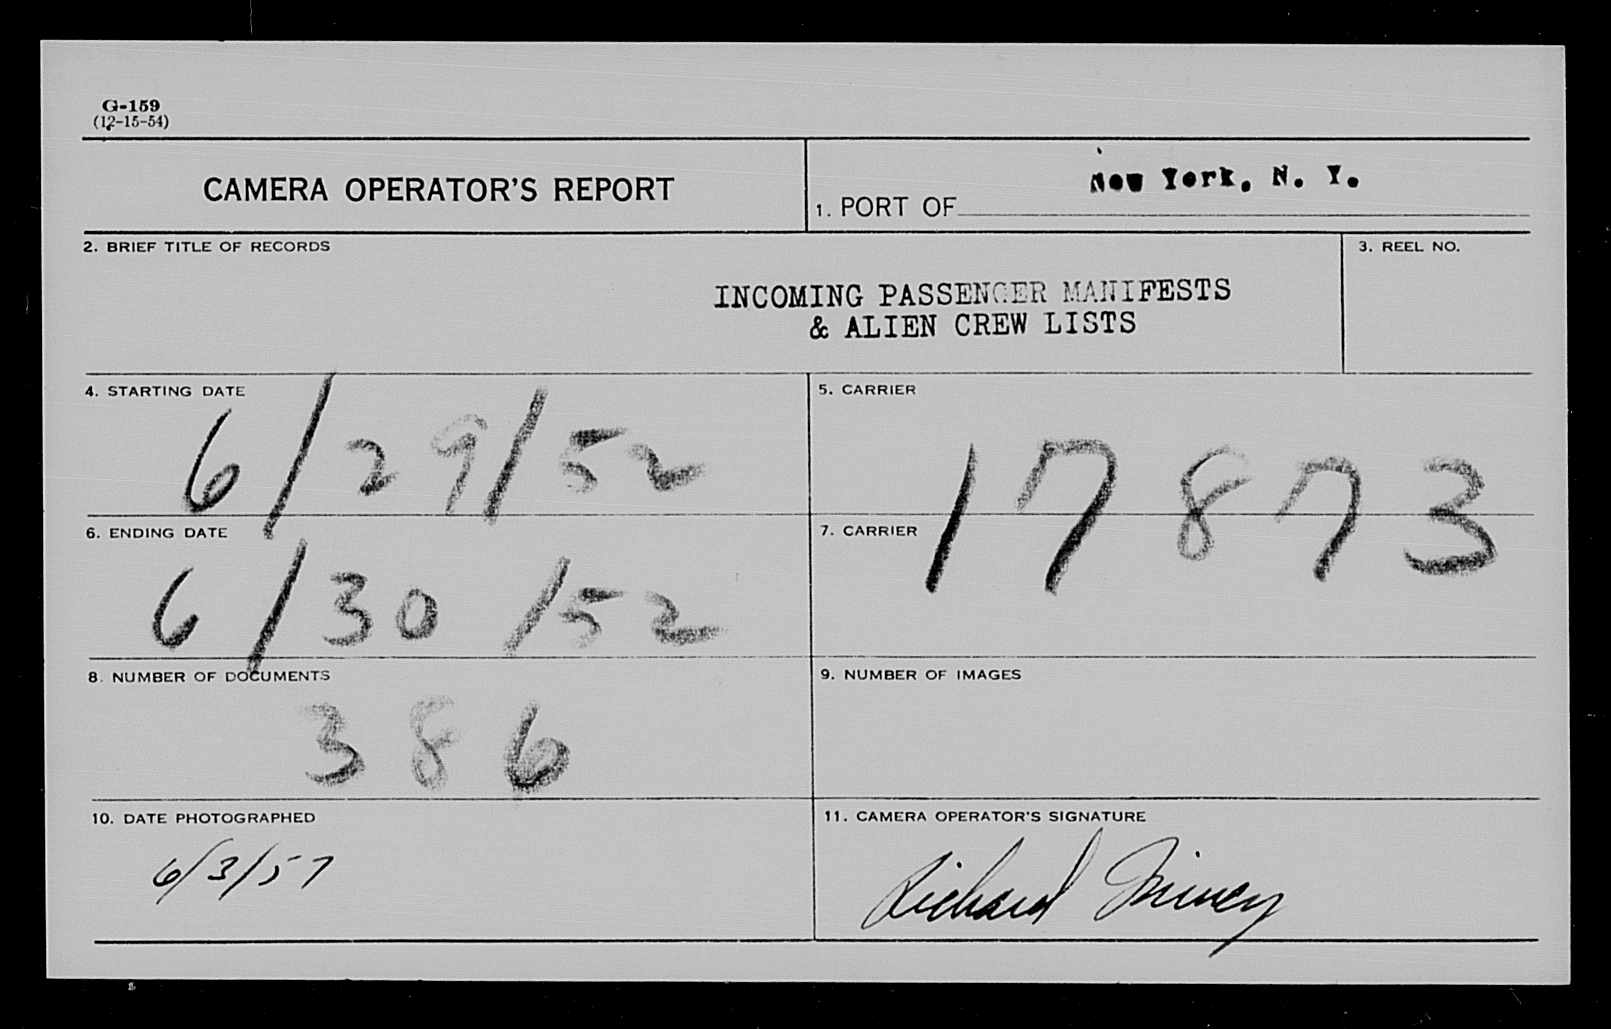 G-159
(12-15-54)
CAMERA OPERATOR'S REPORT
1. PORT OF New York, N. Y.
2. BRIEF TITLE OF RECORDS
INCOMING PASSENGER MANIFESTS
& ALIEN CREW LISTS
3. REEL NO.
4. STARTING DATE
6/29/52
5. CARRIER
17873
6. ENDING DATE
6/30/52
7. CARRIER
8. NUMBER OF DOCUMENTS
386
9. NUMBER OF IMAGES
10. DATE PHOTOGRAPHED
6/3/57
11. CAMERA OPERATOR'S SIGNATURE
Richard